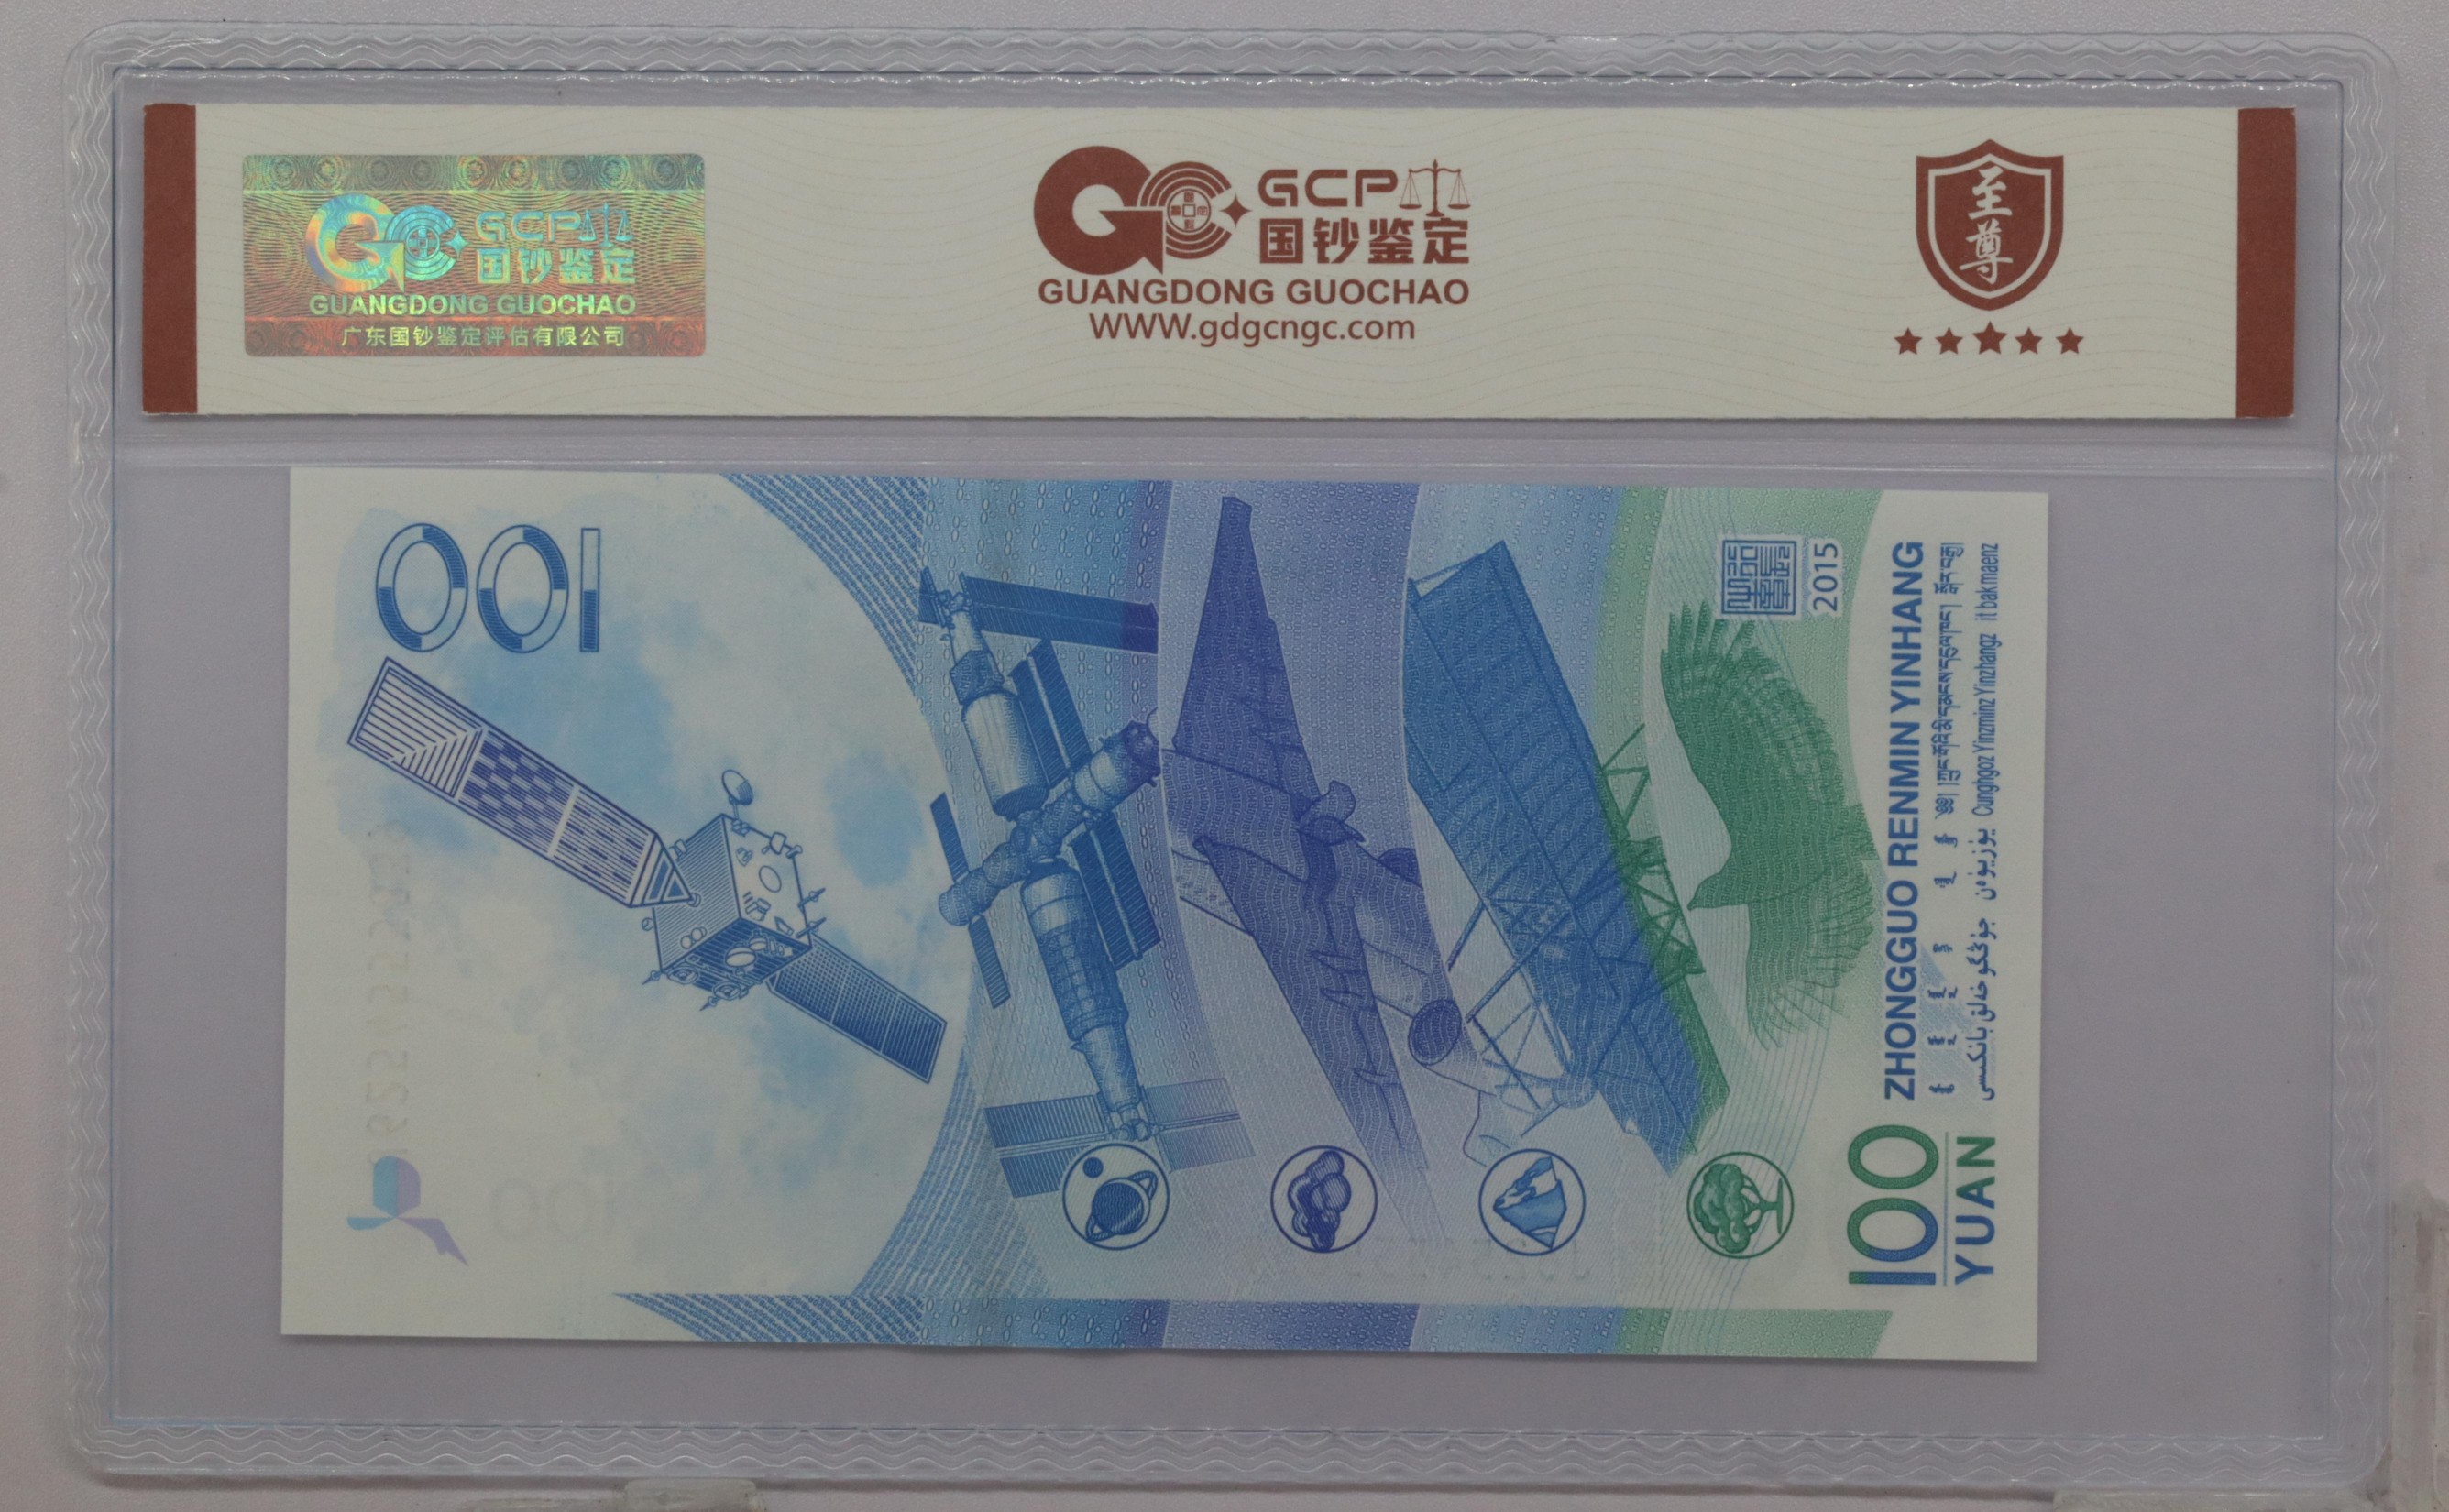 GCP
国钞鉴定
GUANGDONG GUOCHAO
广东国钞鉴定评估有限公司
GCP
国钞鉴定
GUANGDONG GUOCHAO
WWW.gdgcngc.com
至尊
100
2015
ZHONGGUO RENMIN YINHANG
Cunghgoz Yinzminz Yinzhangz it bak maenz
100
YUAN